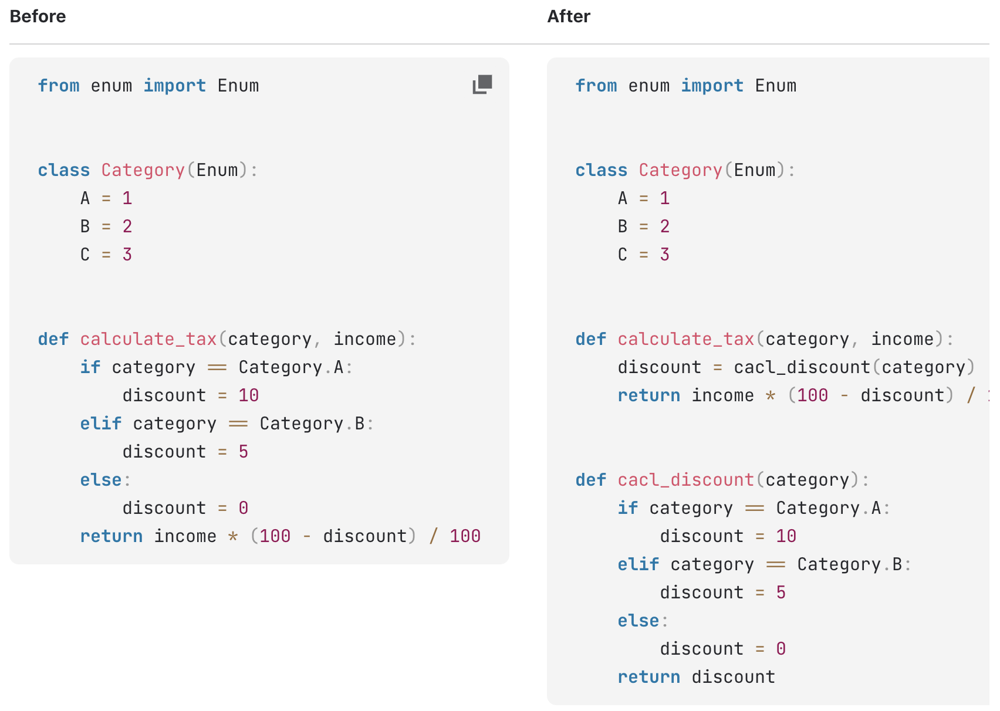 Before
from enum import Enum
class Category(Enum):
    A = 1
    B = 2
    C = 3
def calculate_tax(category, income):
    if category == Category.A:
        discount = 10
    elif category == Category.B:
        discount = 5
    else:
        discount = 0
    return income * (100 - discount) / 100
After
from enum import Enum
class Category(Enum):
    A = 1
    B = 2
    C = 3
def calculate_tax(category, income):
    discount = cacl_discount(category)
    return income * (100 - discount) /
def cacl_discount(category):
    if category == Category.A:
        discount = 10
    elif category == Category.B:
        discount = 5
    else:
        discount = 0
    return discount